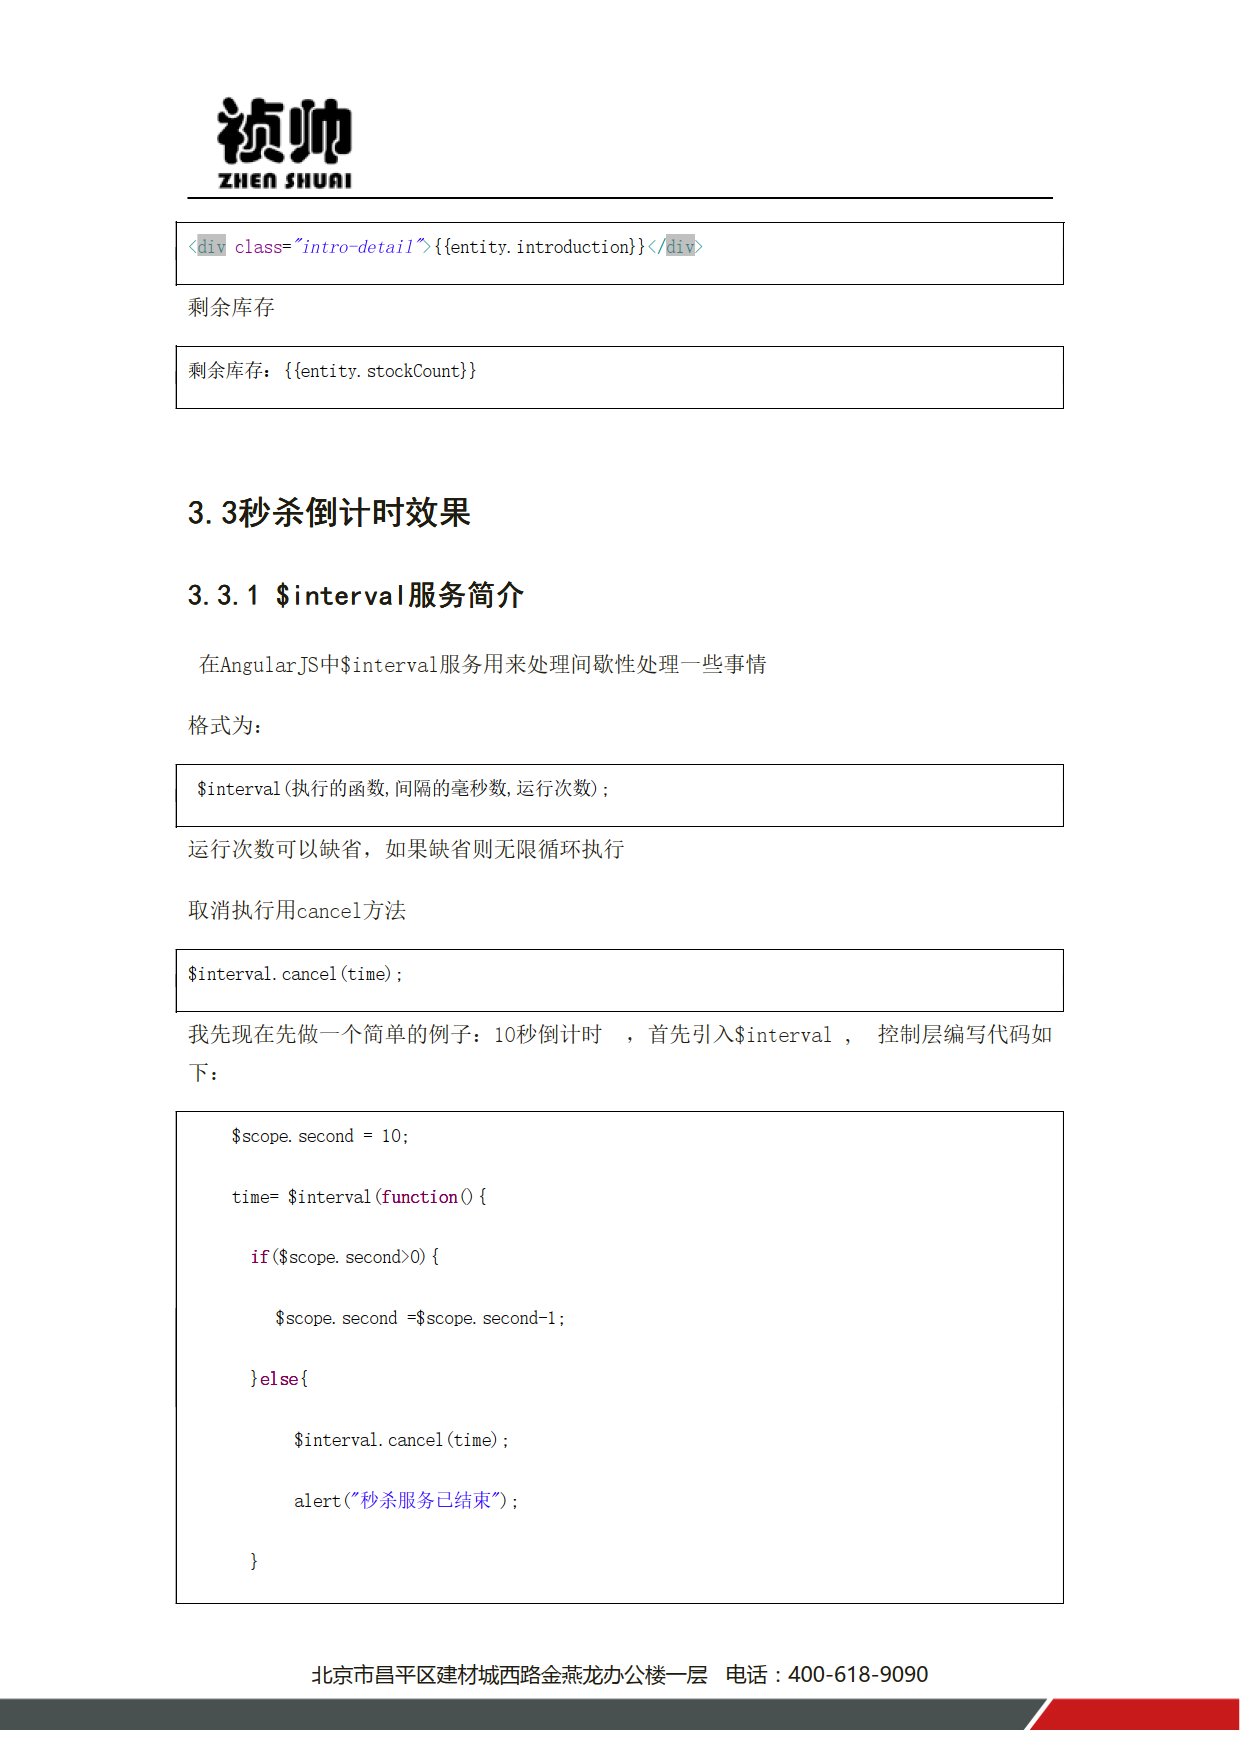 祯帅
ZHEN SHUAI
<div class="intro-detail">{{entity.introduction}}</div>
剩余库存
剩余库存：{{entity.stockCount}}
3.3秒杀倒计时效果
3.3.1 $interval服务简介
在AngularJS中$interval服务用来处理间歇性处理一些事情
格式为：
$interval(执行的函数,间隔的毫秒数,运行次数);
运行次数可以缺省，如果缺省则无限循环执行
取消执行用cancel方法
$interval.cancel(time);
我先现在先做一个简单的例子：10秒倒计时 ，首先引入$interval ， 控制层编写代码如
下：
$scope.second = 10;
time= $interval(function(){
if($scope.second>0){
$scope.second =$scope.second-1;
}else{
$interval.cancel(time);
alert("秒杀服务已结束");
}
北京市昌平区建材城西路金燕龙办公楼一层 电话：400-618-9090